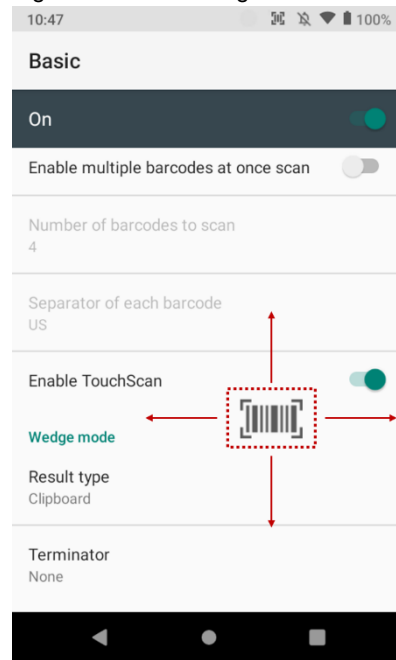 10:47 100%
Basic
On
Enable multiple barcodes at once scan
Number of barcodes to scan
4
Separator of each barcode
US
Enable TouchScan
Wedge mode
Result type
Clipboard
Terminator
None